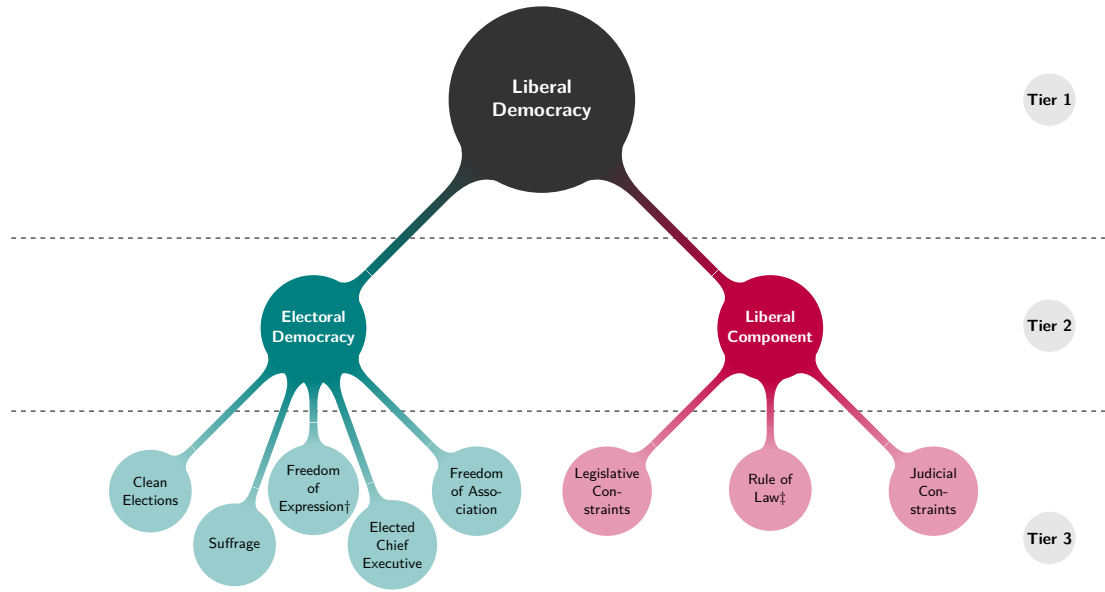 Liberal
Democracy
Tier 1
Electoral
Democracy
Liberal
Component
Tier 2
Clean
Elections
Suffrage
Freedom
of
Expression†
Elected
Chief
Executive
Freedom
of Asso-
ciation
Legislative
Con-
straints
Rule of
Law‡
Judicial
Con-
straints
Tier 3